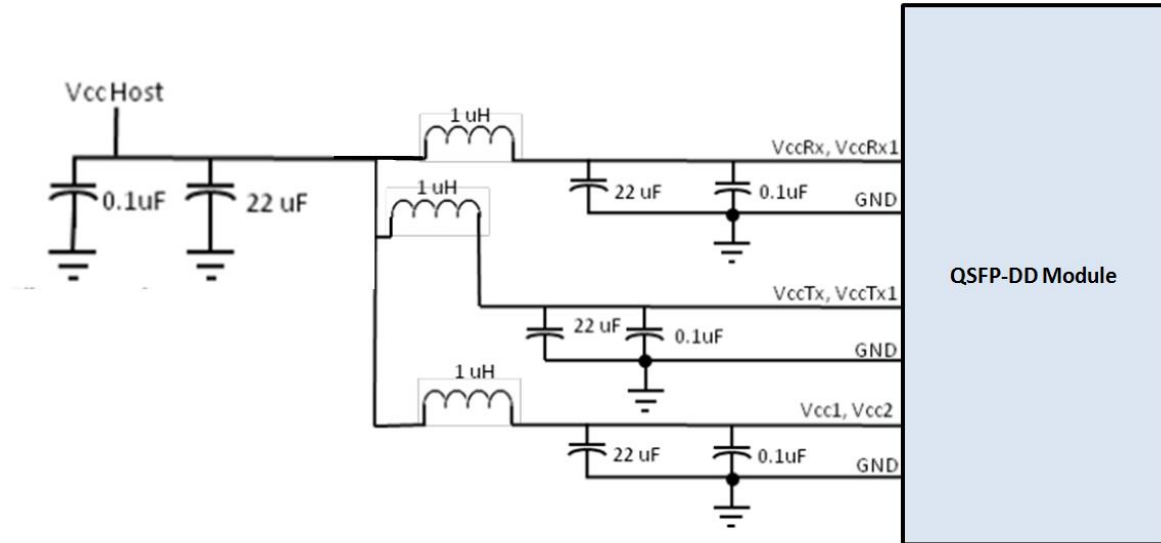 VccHost
0.1uF
22 uF
1 uH
VccRx, VccRx1
22 uF
0.1uF
GND
1 uH
VccTx, VccTx1
22 uF
0.1uF
GND
1 uH
Vcc1, Vcc2
22 uF
0.1uF
GND
QSFP-DD Module